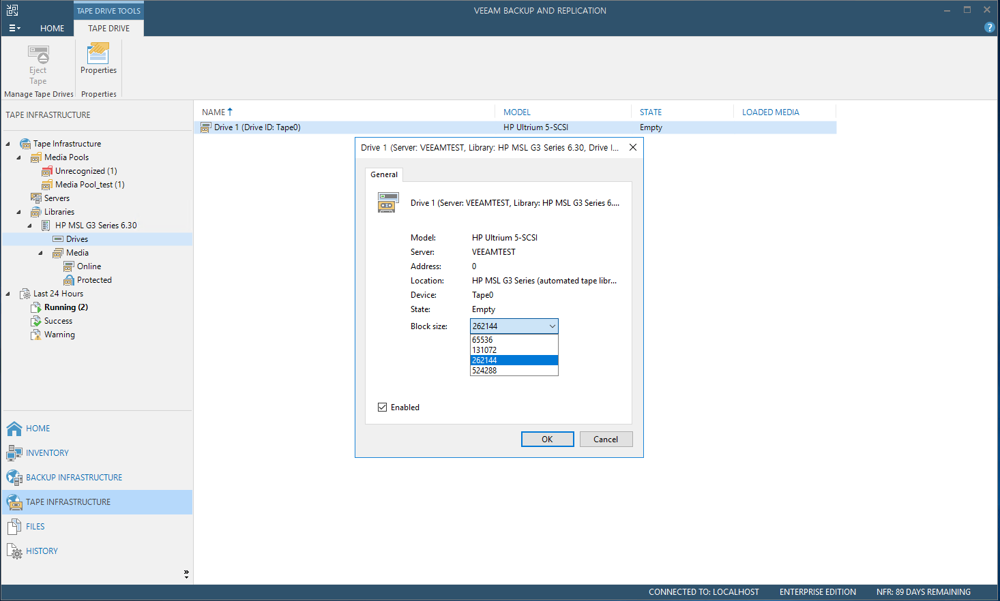 TAPE DRIVE TOOLS
VEEAM BACKUP AND REPLICATION
HOME
TAPE DRIVE
?
Eject
Tape
Properties
Manage Tape Drives
Properties
TAPE INFRASTRUCTURE
Tape Infrastructure
Media Pools
Unrecognized (1)
Media Pool_test (1)
Servers
Libraries
HP MSL G3 Series 6.30
Drives
Media
Online
Protected
Last 24 Hours
Running (2)
Success
Warning
HOME
INVENTORY
BACKUP INFRASTRUCTURE
TAPE INFRASTRUCTURE
FILES
HISTORY
NAME MODEL STATE LOADED MEDIA
Drive 1 (Drive ID: Tape0) HP Ultrium 5-SCSI Empty
Drive 1 (Server: VEEAMTEST, Library: HP MSL G3 Series 6.30, Drive I...
General
Drive 1 (Server: VEEAMTEST, Library: HP MSL G3 Series 6....
Model: HP Ultrium 5-SCSI
Server: VEEAMTEST
Address: 0
Location: HP MSL G3 Series (automated tape libr...
Device: Tape0
State: Empty
Block size: 262144
65536
131072
262144
524288
Enabled
OK Cancel
CONNECTED TO: LOCALHOST ENTERPRISE EDITION NFR: 89 DAYS REMAINING